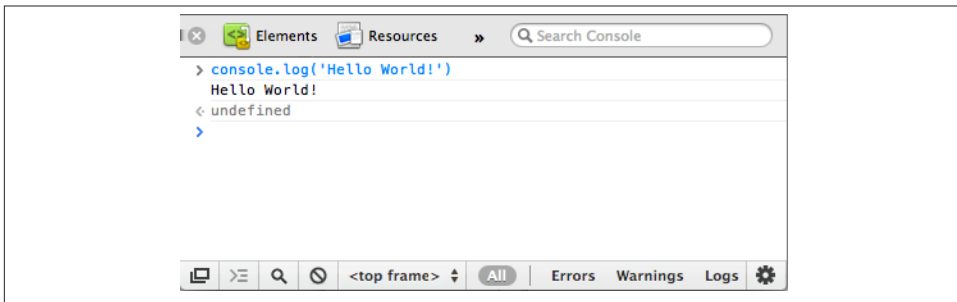 Elements Resources » Search Console
> console.log('Hello World!')
Hello World!
undefined
>
<top frame> All Errors Warnings Logs